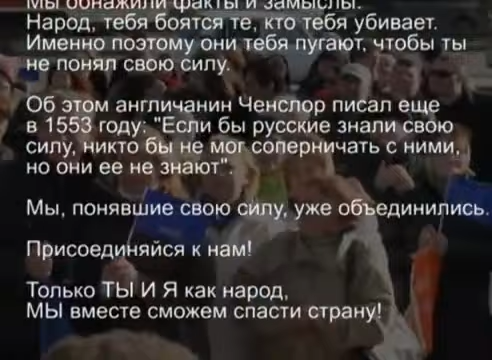 Мы обнажили факты и замыслы.
Народ, тебя боятся те, кто тебя убивает.
Именно поэтому они тебя пугают, чтобы ты
не понял свою силу.
Об этом англичанин Ченслор писал еще
в 1553 году: "Если бы русские знали свою
силу, никто бы не мог соперничать с ними,
но они ее не знают".
Мы, понявшие свою силу, уже объединились.
Присоединяйся к нам!
Только ТЫ И Я как народ,
МЫ вместе сможем спасти страну!